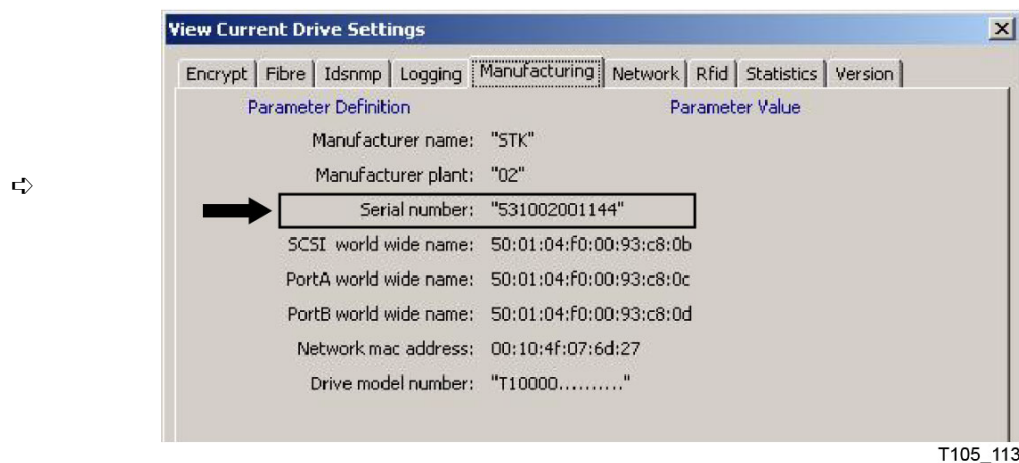 View Current Drive Settings
Encrypt Fibre Idsnmp Logging Manufacturing Network Rfid Statistics Version
Parameter Definition Parameter Value
Manufacturer name: "STK"
Manufacturer plant: "02"
Serial number: "531002001144"
SCSI world wide name: 50:01:04:f0:00:93:c8:0b
PortA world wide name: 50:01:04:f0:00:93:c8:0c
PortB world wide name: 50:01:04:f0:00:93:c8:0d
Network mac address: 00:10:4f:07:6d:27
Drive model number: "T10000.........."
T105_113